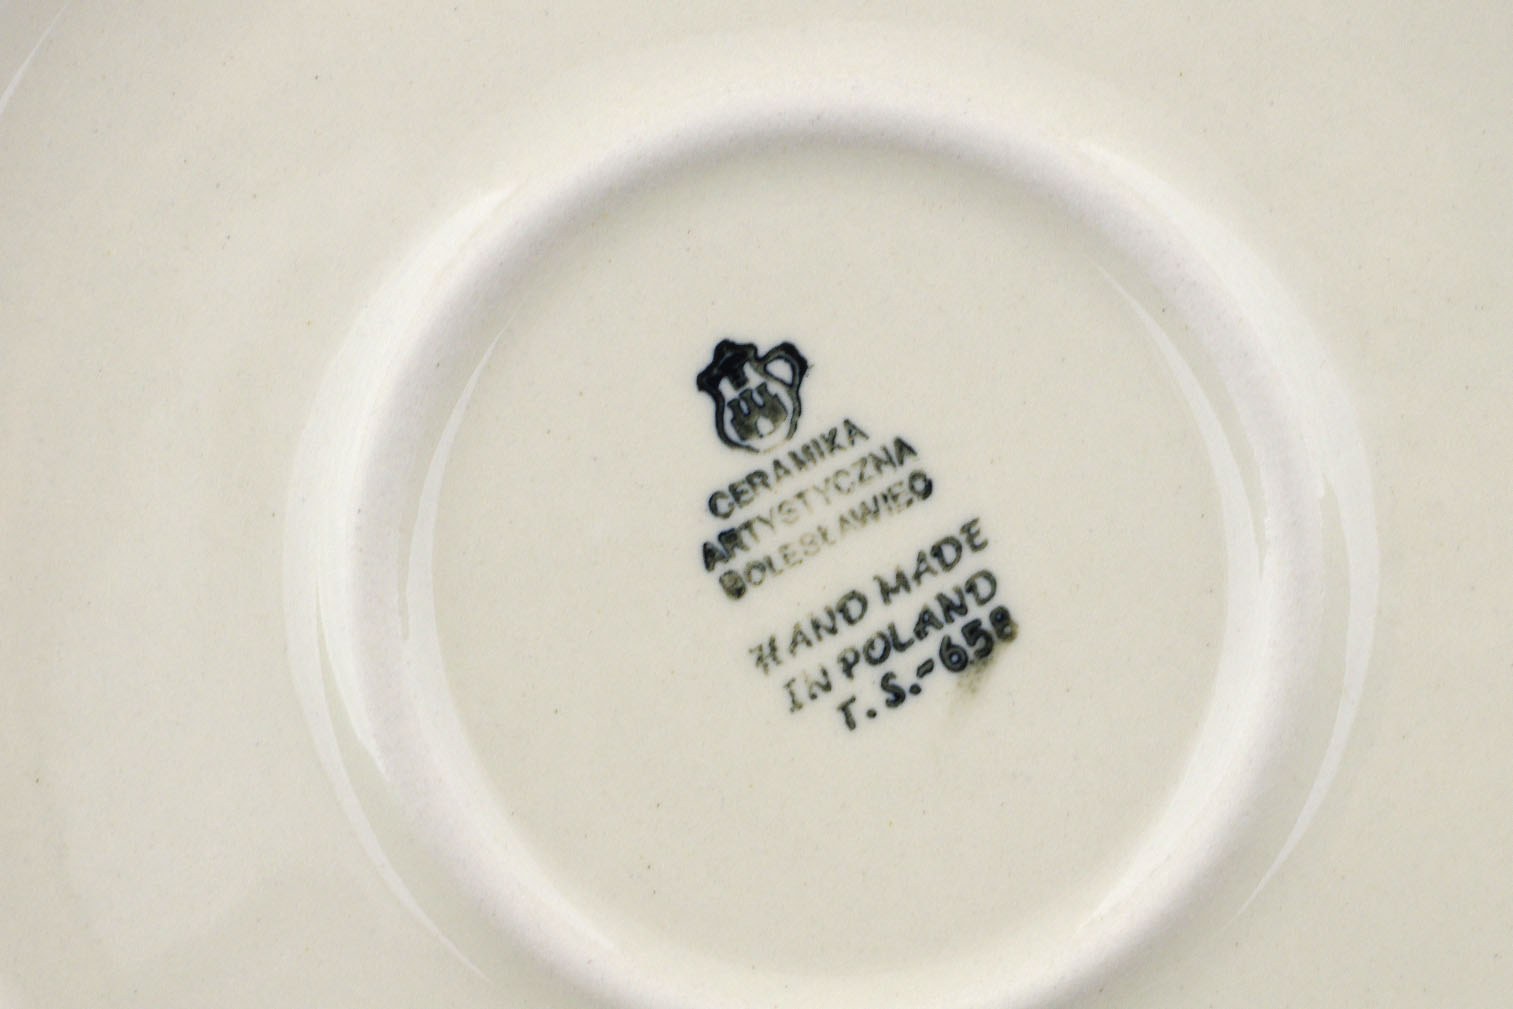 CERAMIKA
ARTYSTYCZNA
BOLESŁAWIEC
HAND MADE
IN POLAND
T.S.-658